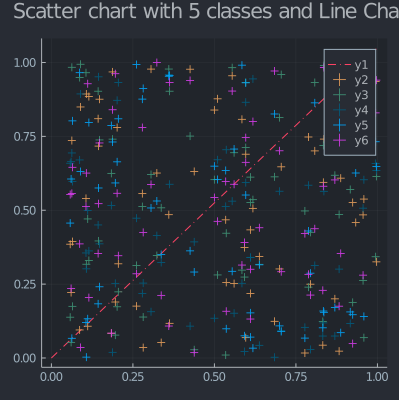 Scatter chart with 5 classes and Line Cha
1.00
0.75
0.50
0.25
0.00
0.00 0.25 0.50 0.75 1.00
y1
y2
y3
y4
y5
y6